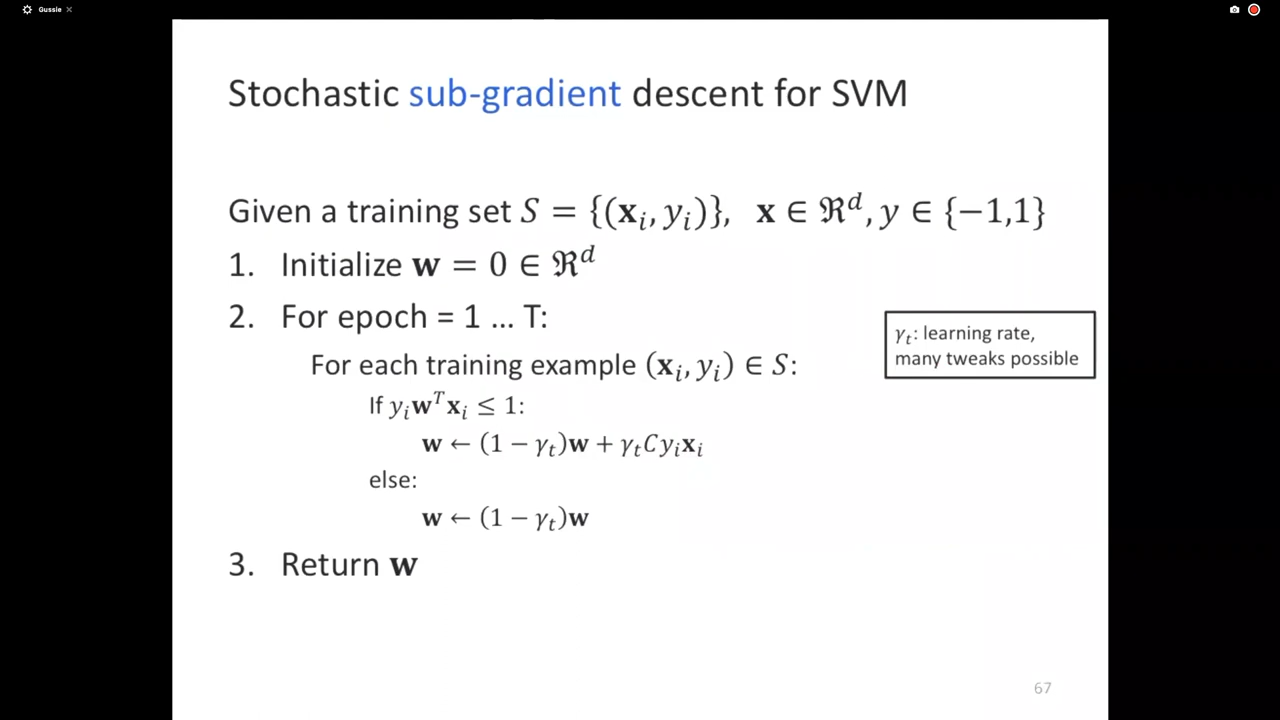 Gussie ×
Stochastic sub-gradient descent for SVM
Given a training set S = {(𝐱ᵢ, yᵢ)}, 𝐱 ∈ ℜᵈ, y ∈ {−1,1}
1. Initialize 𝐰 = 0 ∈ ℜᵈ
2. For epoch = 1 … T:
γₜ: learning rate,
many tweaks possible
For each training example (𝐱ᵢ, yᵢ) ∈ S:
If yᵢ𝐰ᵀ𝐱ᵢ ≤ 1:
𝐰 ← (1 − γₜ)𝐰 + γₜCyᵢ𝐱ᵢ
else:
𝐰 ← (1 − γₜ)𝐰
3. Return 𝐰
67